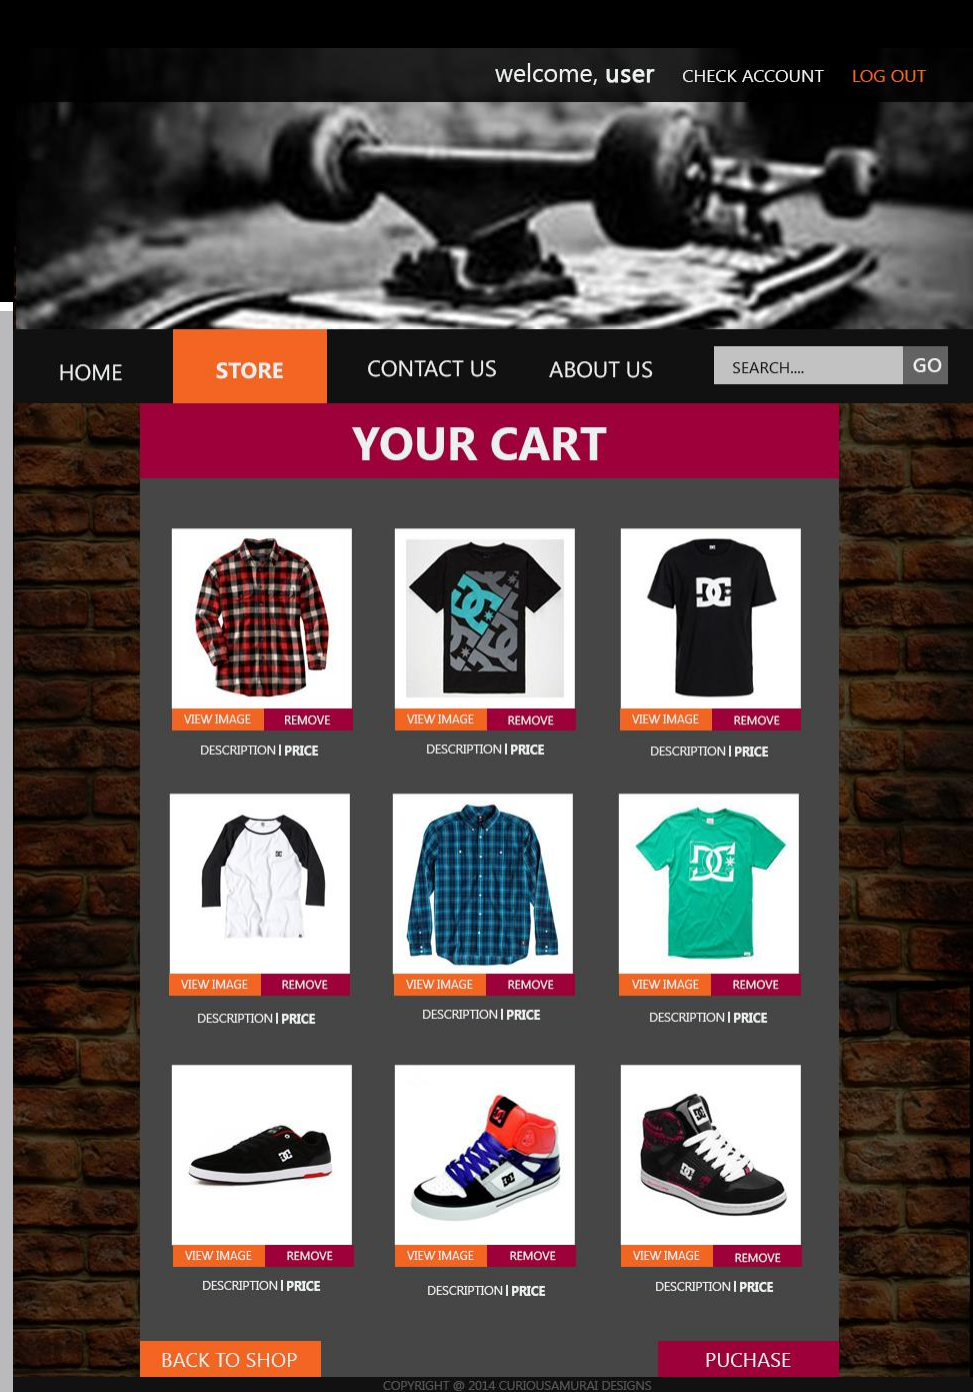 welcome, user CHECK ACCOUNT LOG OUT
HOME STORE CONTACT US ABOUT US SEARCH.... GO
YOUR CART
DC
VIEW IMAGE REMOVE VIEW IMAGE REMOVE VIEW IMAGE REMOVE
DESCRIPTION | PRICE DESCRIPTION | PRICE DESCRIPTION | PRICE
DC
VIEW IMAGE REMOVE VIEW IMAGE REMOVE VIEW IMAGE REMOVE
DESCRIPTION | PRICE DESCRIPTION | PRICE DESCRIPTION | PRICE
VIEW IMAGE REMOVE VIEW IMAGE REMOVE VIEW IMAGE REMOVE
DESCRIPTION | PRICE DESCRIPTION | PRICE DESCRIPTION | PRICE
BACK TO SHOP PUCHASE
COPYRIGHT @ 2014 CURIOUSAMURAI DESIGNS